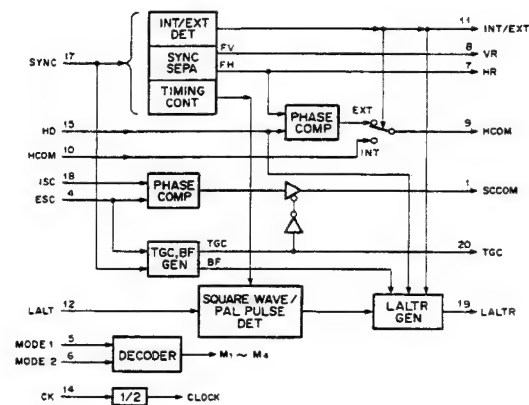 INT/EXT
DET
11
INT/EXT
FV
8
VR
SYNC
17
SYNC
SEPA
FH
7
HR
TIMING
CONT
EXT
HD
15
PHASE
COMP
9
HCOM
HCOM
10
INT
ISC
18
PHASE
COMP
1
SCCOM
ESC
4
TGC, BF
GEN
TGC
20
TGC
BF
LALT
12
SQUARE WAVE/
PAL PULSE
DET
LALTR
GEN
19
LALTR
MODE 1
5
DECODER
M1 ~ M4
MODE 2
6
CK
14
1/2
CLOCK